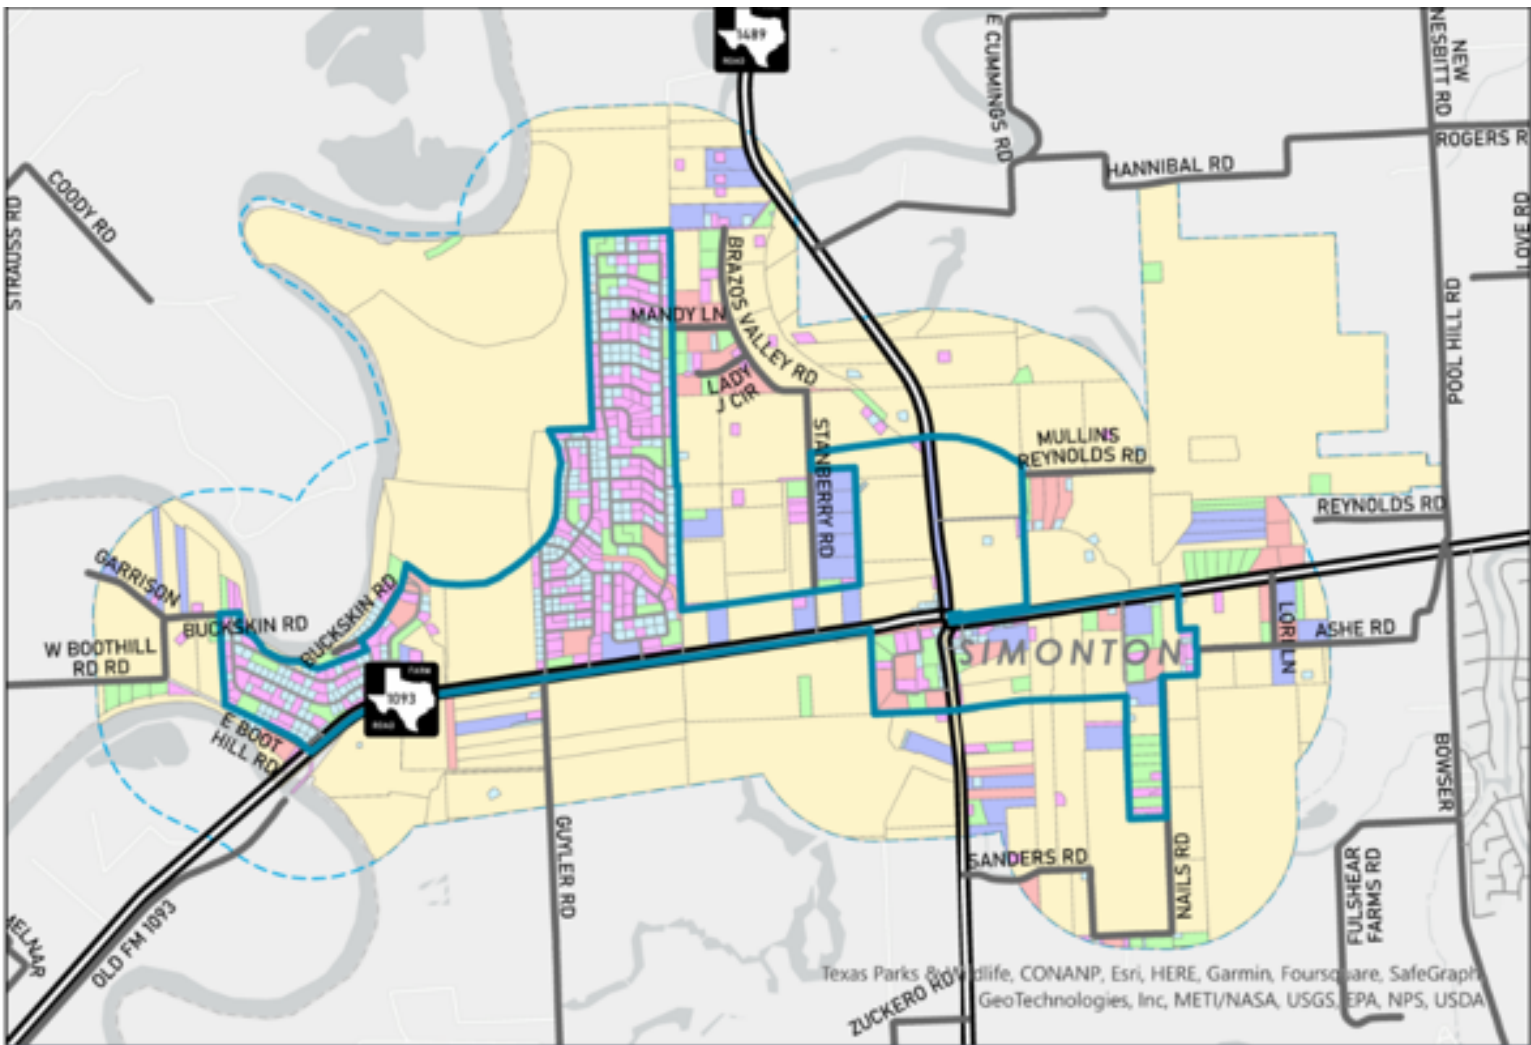 1489
ROAD
E CUMMINGS RD
NEW
NESBITT RD
ROGERS R
HANNIBAL RD
COODY RD
STRAUSS RD
LOVE RD
BRAZOS VALLEY RD
MANDY LN
POOL HILL RD
LADY
J CIR
STANBERRY RD
MULLINS
REYNOLDS RD
REYNOLDS RD
GARRISON
BUCKSKIN RD
BUCKSKIN RD
W BOOTHILL
RD RD
LORI LN
ASHE RD
SIMONTON
FARM
1093
ROAD
E BOOT
HILL RD
BOWSER
GUYLER RD
SANDERS RD
NAILS RD
FULSHEAR
FARMS RD
OLD FM 1093
MELNAR
ZUCKERO RD
Texas Parks & Wildlife, CONANP, Esri, HERE, Garmin, Foursquare, SafeGraph,
GeoTechnologies, Inc, METI/NASA, USGS, EPA, NPS, USDA